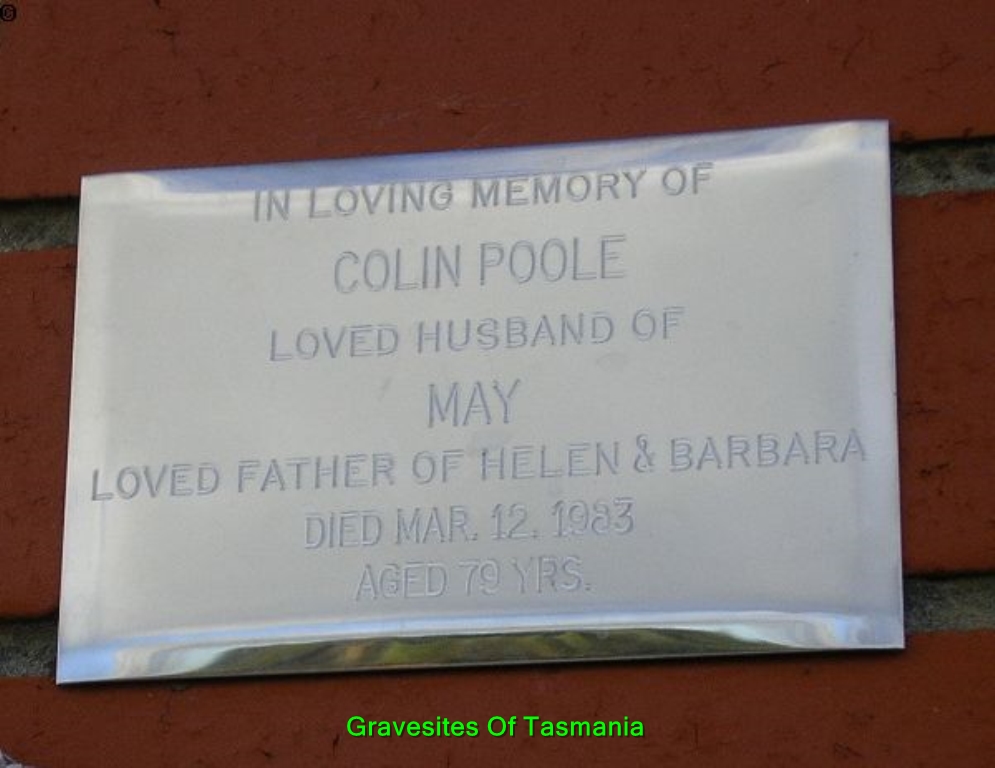 IN LOVING MEMORY OF
COLIN POOLE
LOVED HUSBAND OF
MAY
LOVED FATHER OF HELEN & BARBARA
DIED MAR. 12. 1983
AGED 79 YRS.
Gravesites Of Tasmania